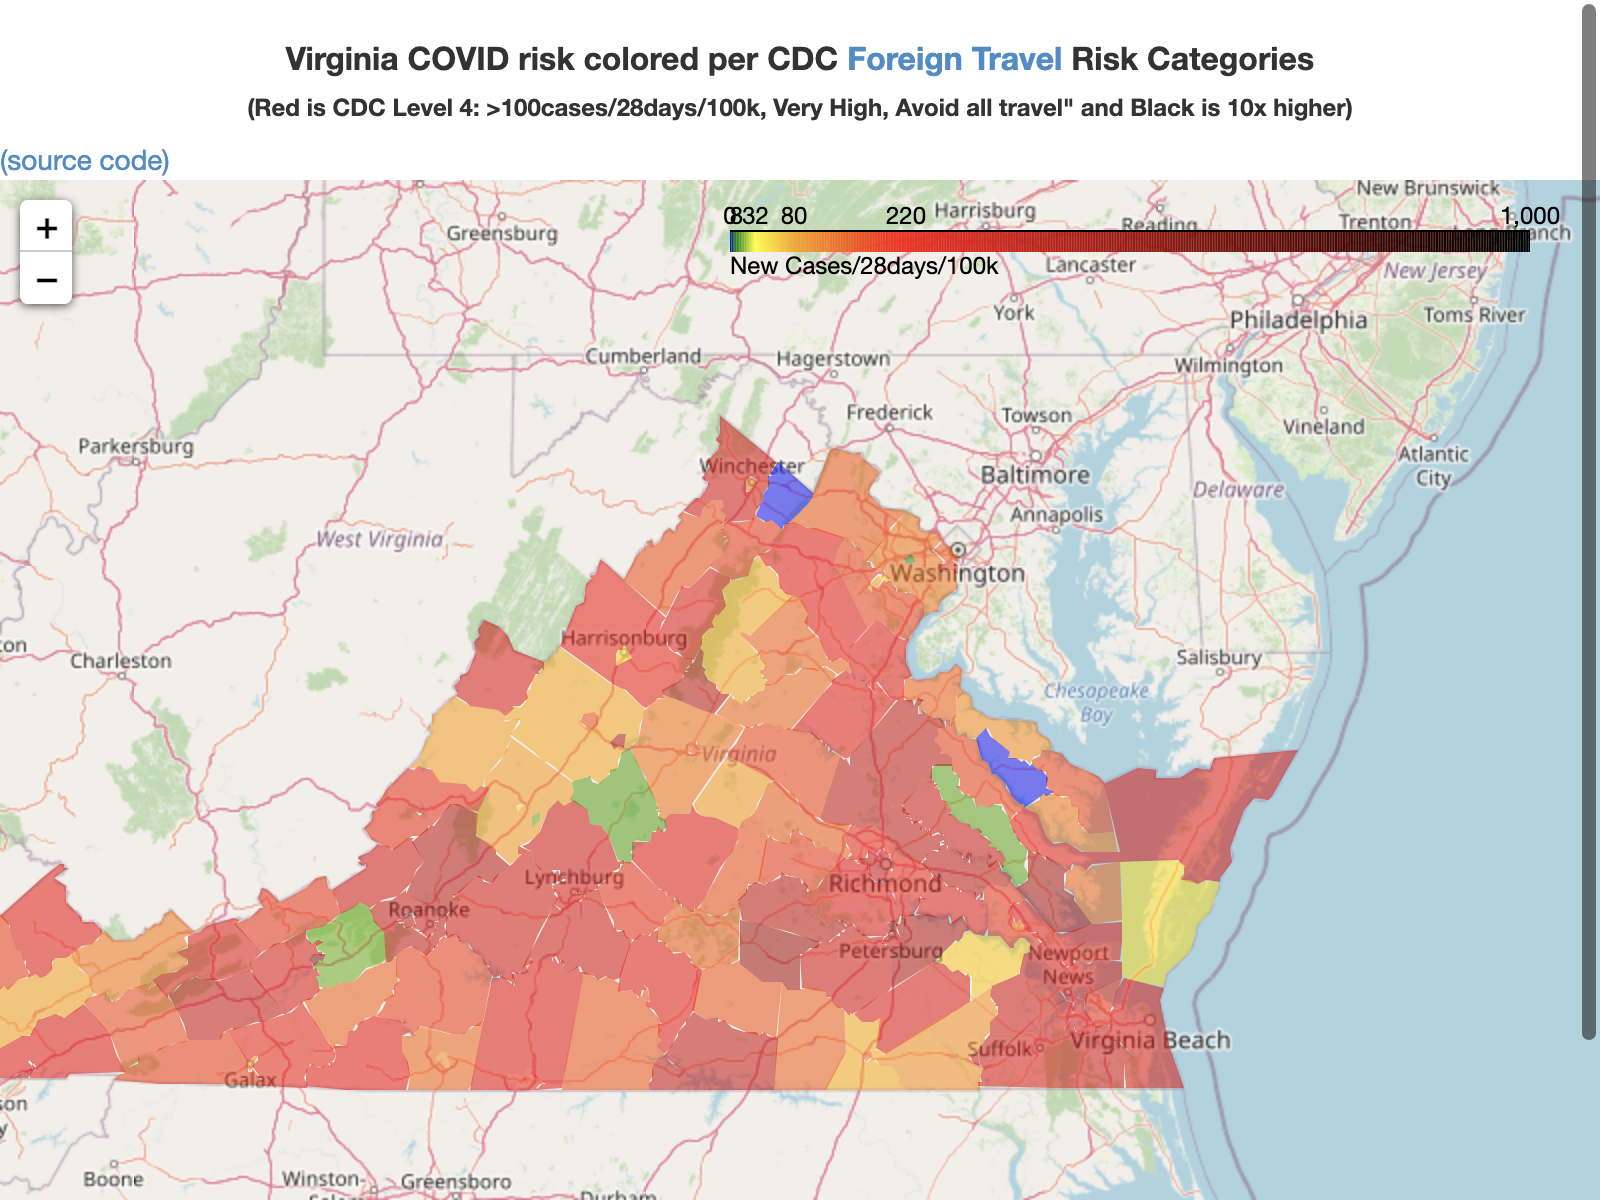 Virginia COVID risk colored per CDC Foreign Travel Risk Categories
(Red is CDC Level 4: >100cases/28days/100k, Very High, Avoid all travel" and Black is 10x higher)
(source code)
+
−
0 8 32 80 220 1,000
New Cases/28days/100k
New Brunswick
Harrisburg
Reading
Trenton
Long Branch
Greensburg
Lancaster
New Jersey
York
Philadelphia
Toms River
Cumberland
Hagerstown
Wilmington
Frederick
Towson
Vineland
Parkersburg
Winchester
Baltimore
Atlantic
City
Delaware
Annapolis
West Virginia
Washington
Harrisonburg
Charleston
Salisbury
Chesapeake
Bay
Virginia
Lynchburg
Richmond
Roanoke
Petersburg
Newport
News
Virginia Beach
Suffolk
Galax
Boone
Winston-
Salem
Greensboro
Durham